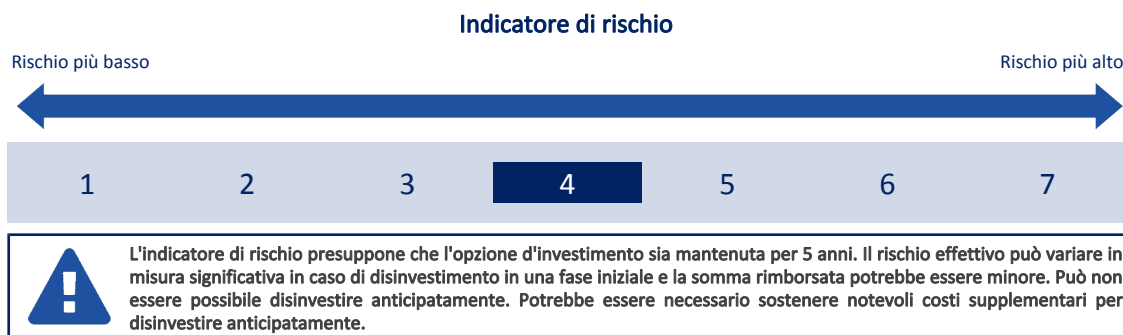 Indicatore di rischio
Rischio più basso
Rischio più alto
1 2 3 4 5 6 7
L'indicatore di rischio presuppone che l'opzione d'investimento sia mantenuta per 5 anni. Il rischio effettivo può variare in
misura significativa in caso di disinvestimento in una fase iniziale e la somma rimborsata potrebbe essere minore. Può non
essere possibile disinvestire anticipatamente. Potrebbe essere necessario sostenere notevoli costi supplementari per
disinvestire anticipatamente.